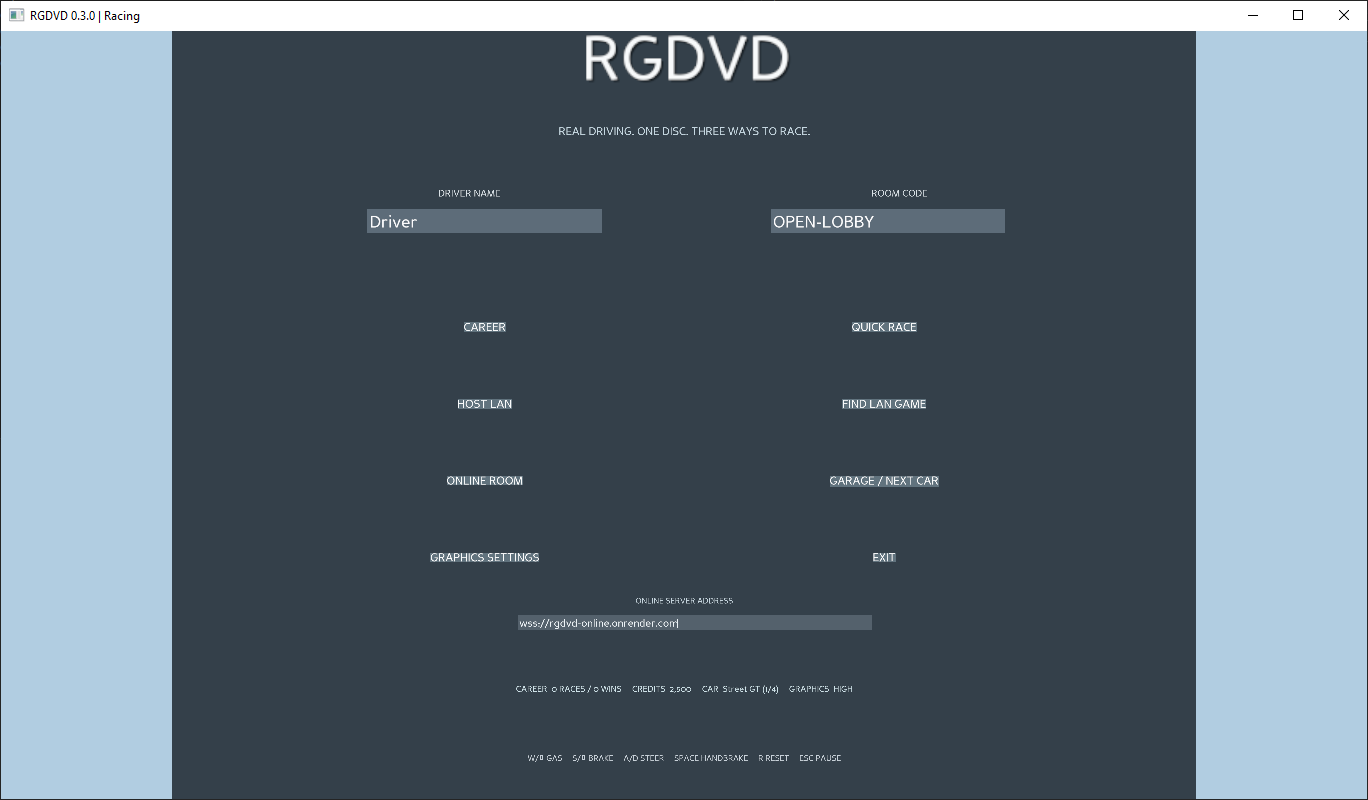 RGDVD 0.3.0 | Racing
RGDVD
REAL DRIVING. ONE DISC. THREE WAYS TO RACE.
DRIVER NAME
ROOM CODE
Driver
OPEN-LOBBY
CAREER
QUICK RACE
HOST LAN
FIND LAN GAME
ONLINE ROOM
GARAGE / NEXT CAR
GRAPHICS SETTINGS
EXIT
ONLINE SERVER ADDRESS
wss://rgdvd-online.onrender.com
CAREER 0 RACES / 0 WINS CREDITS 2,500 CAR Street GT (1/4) GRAPHICS HIGH
W/ GAS S/ BRAKE A/D STEER SPACE HANDBRAKE R RESET ESC PAUSE